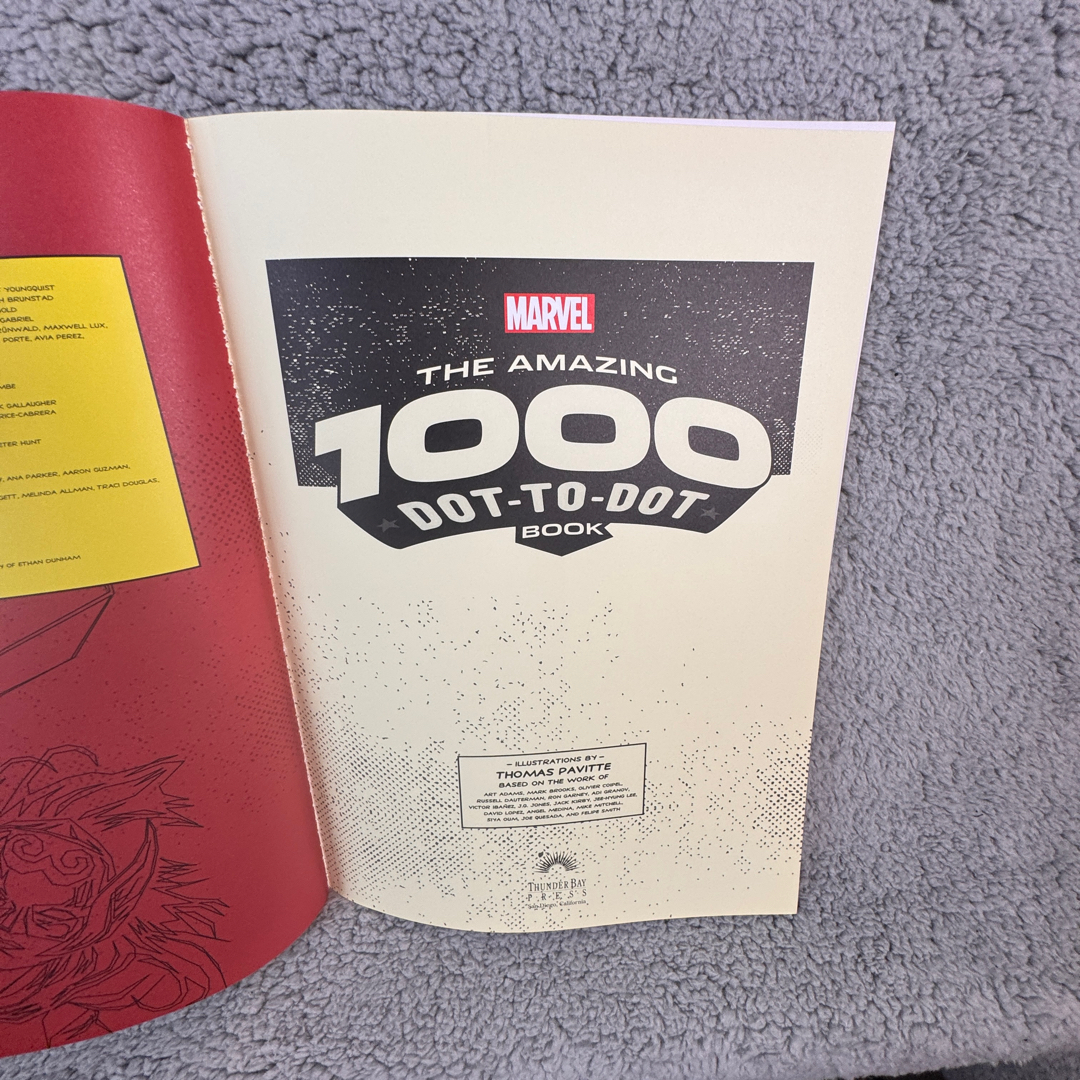 YOUNGQUIST
H BRUNSTAD
OLD
GABRIEL
RÜNWALD, MAXWELL LUX,
PORTE, AVIA PEREZ,
MBE
K GALLAUGHER
RICE-CABRERA
ETER HUNT
Y, ANA PARKER, AARON GUZMAN,
GETT, MELINDA ALLMAN, TRACI DOUGLAS,
Y OF ETHAN DUNHAM
MARVEL
THE AMAZING
1000
DOT-TO-DOT
BOOK
– ILLUSTRATIONS BY –
THOMAS PAVITTE
BASED ON THE WORK OF
ART ADAMS, MARK BROOKS, OLIVIER COIPEL,
RUSSELL DAUTERMAN, RON GARNEY, ADI GRANOV,
VICTOR IBAÑEZ, J.G. JONES, JACK KIRBY, JEE-HYUNG LEE,
DAVID LOPEZ, ANGEL MEDINA, MIKE MITCHELL,
SIYA OUM, JOE QUESADA, AND FELIPE SMITH
THUNDER BAY
P · R · E · S · S
San Diego, California